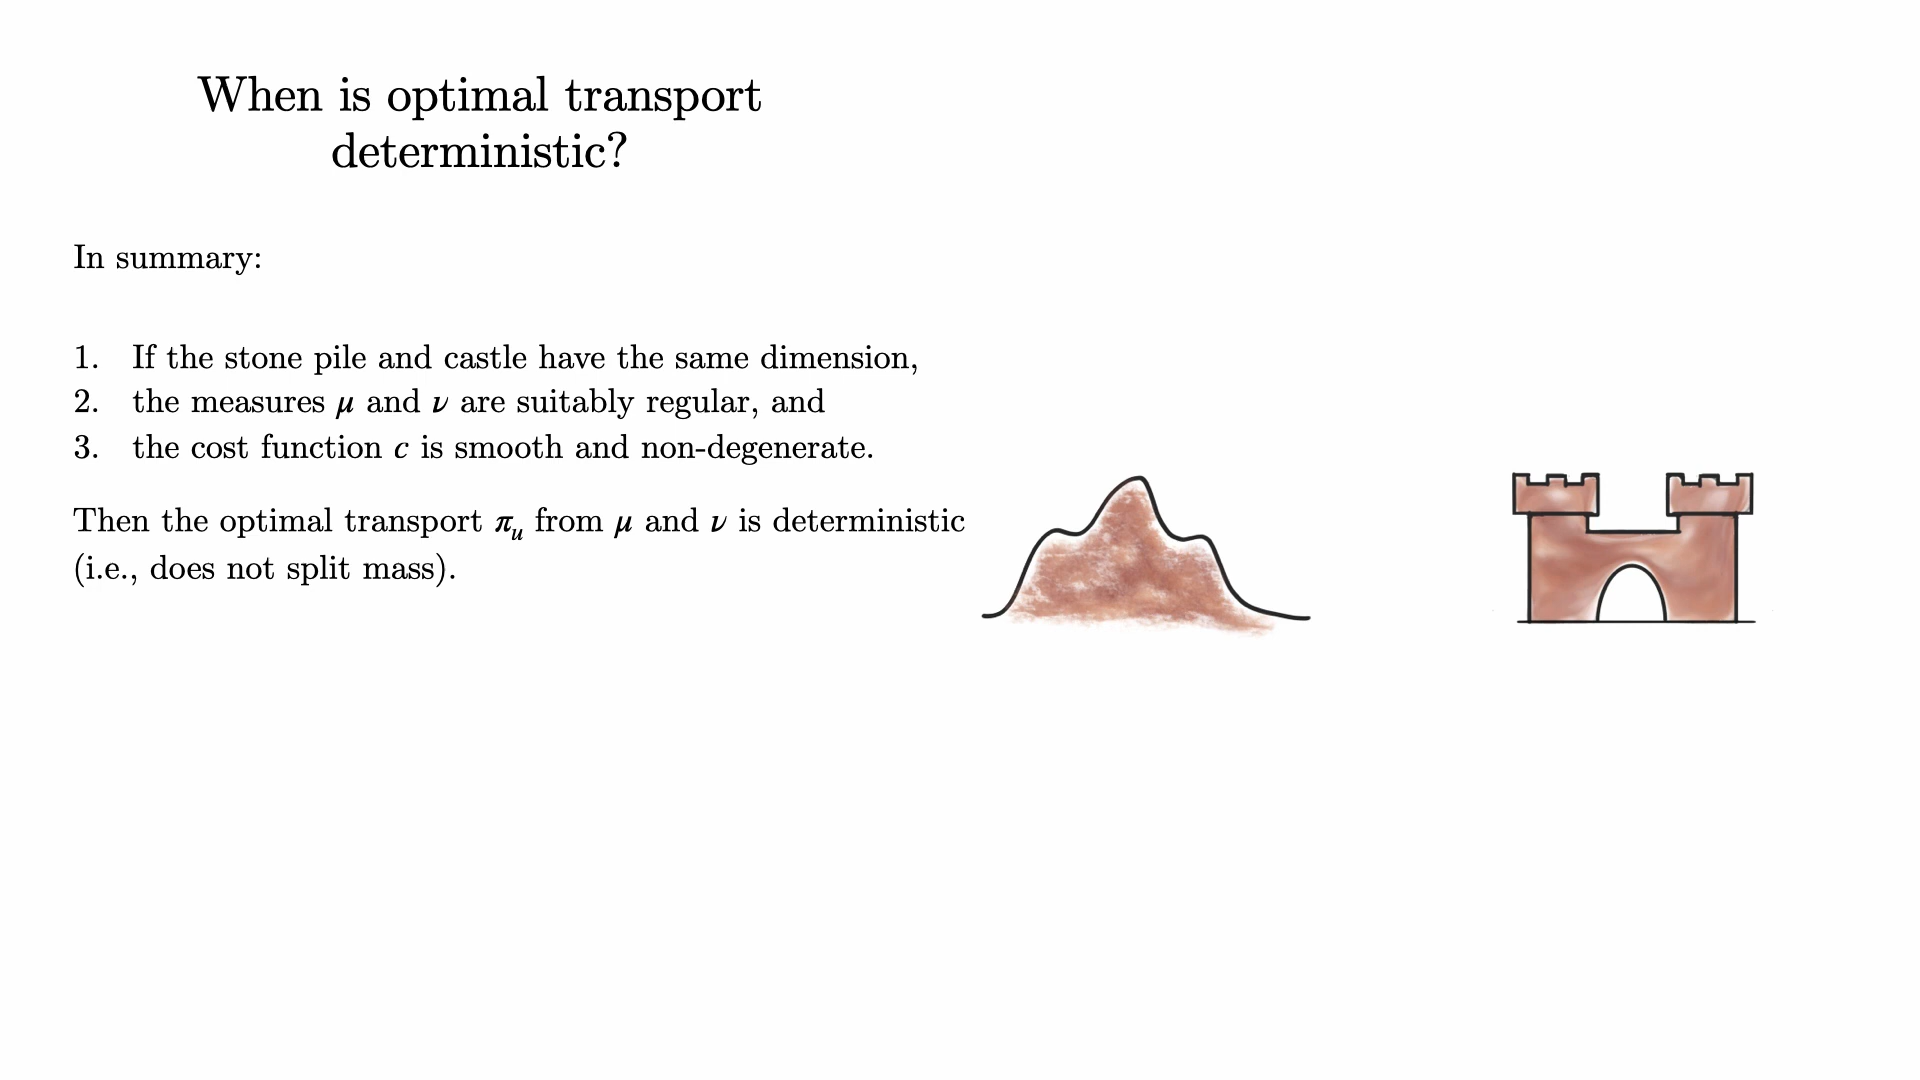 When is optimal transport
deterministic?
In summary:
1. If the stone pile and castle have the same dimension,
2. the measures μ and ν are suitably regular, and
3. the cost function c is smooth and non-degenerate.
Then the optimal transport π_u from μ and ν is deterministic
(i.e., does not split mass).